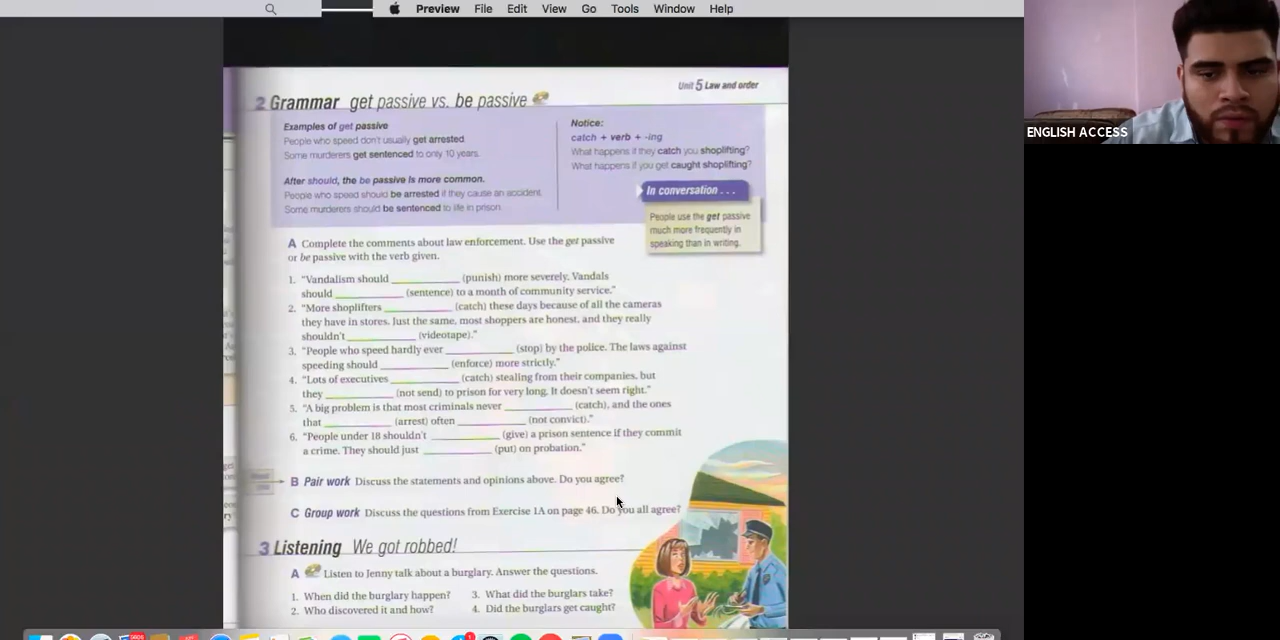 Preview File Edit View Go Tools Window Help
ENGLISH ACCESS
Unit 5 Law and order
2 Grammar get passive vs. be passive
Examples of get passive
People who speed don't usually get arrested.
Some murderers get sentenced to only 10 years.
After should, the be passive is more common.
People who speed should be arrested if they cause an accident.
Some murderers should be sentenced to life in prison.
Notice:
catch + verb + -ing
What happens if they catch you shoplifting?
What happens if you get caught shoplifting?
In conversation . . .
People use the get passive
much more frequently in
speaking than in writing.
A Complete the comments about law enforcement. Use the get passive
or be passive with the verb given.
1. "Vandalism should ____________ (punish) more severely. Vandals
should ____________ (sentence) to a month of community service."
2. "More shoplifters ____________ (catch) these days because of all the cameras
they have in stores. Just the same, most shoppers are honest, and they really
shouldn't ____________ (videotape)."
3. "People who speed hardly ever ____________ (stop) by the police. The laws against
speeding should ____________ (enforce) more strictly."
4. "Lots of executives ____________ (catch) stealing from their companies, but
they ____________ (not send) to prison for very long. It doesn't seem right."
5. "A big problem is that most criminals never ____________ (catch), and the ones
that ____________ (arrest) often ____________ (not convict)."
6. "People under 18 shouldn't ____________ (give) a prison sentence if they commit
a crime. They should just ____________ (put) on probation."
B Pair work Discuss the statements and opinions above. Do you agree?
C Group work Discuss the questions from Exercise 1A on page 46. Do you all agree?
3 Listening We got robbed!
A Listen to Jenny talk about a burglary. Answer the questions.
1. When did the burglary happen? 3. What did the burglars take?
2. Who discovered it and how? 4. Did the burglars get caught?